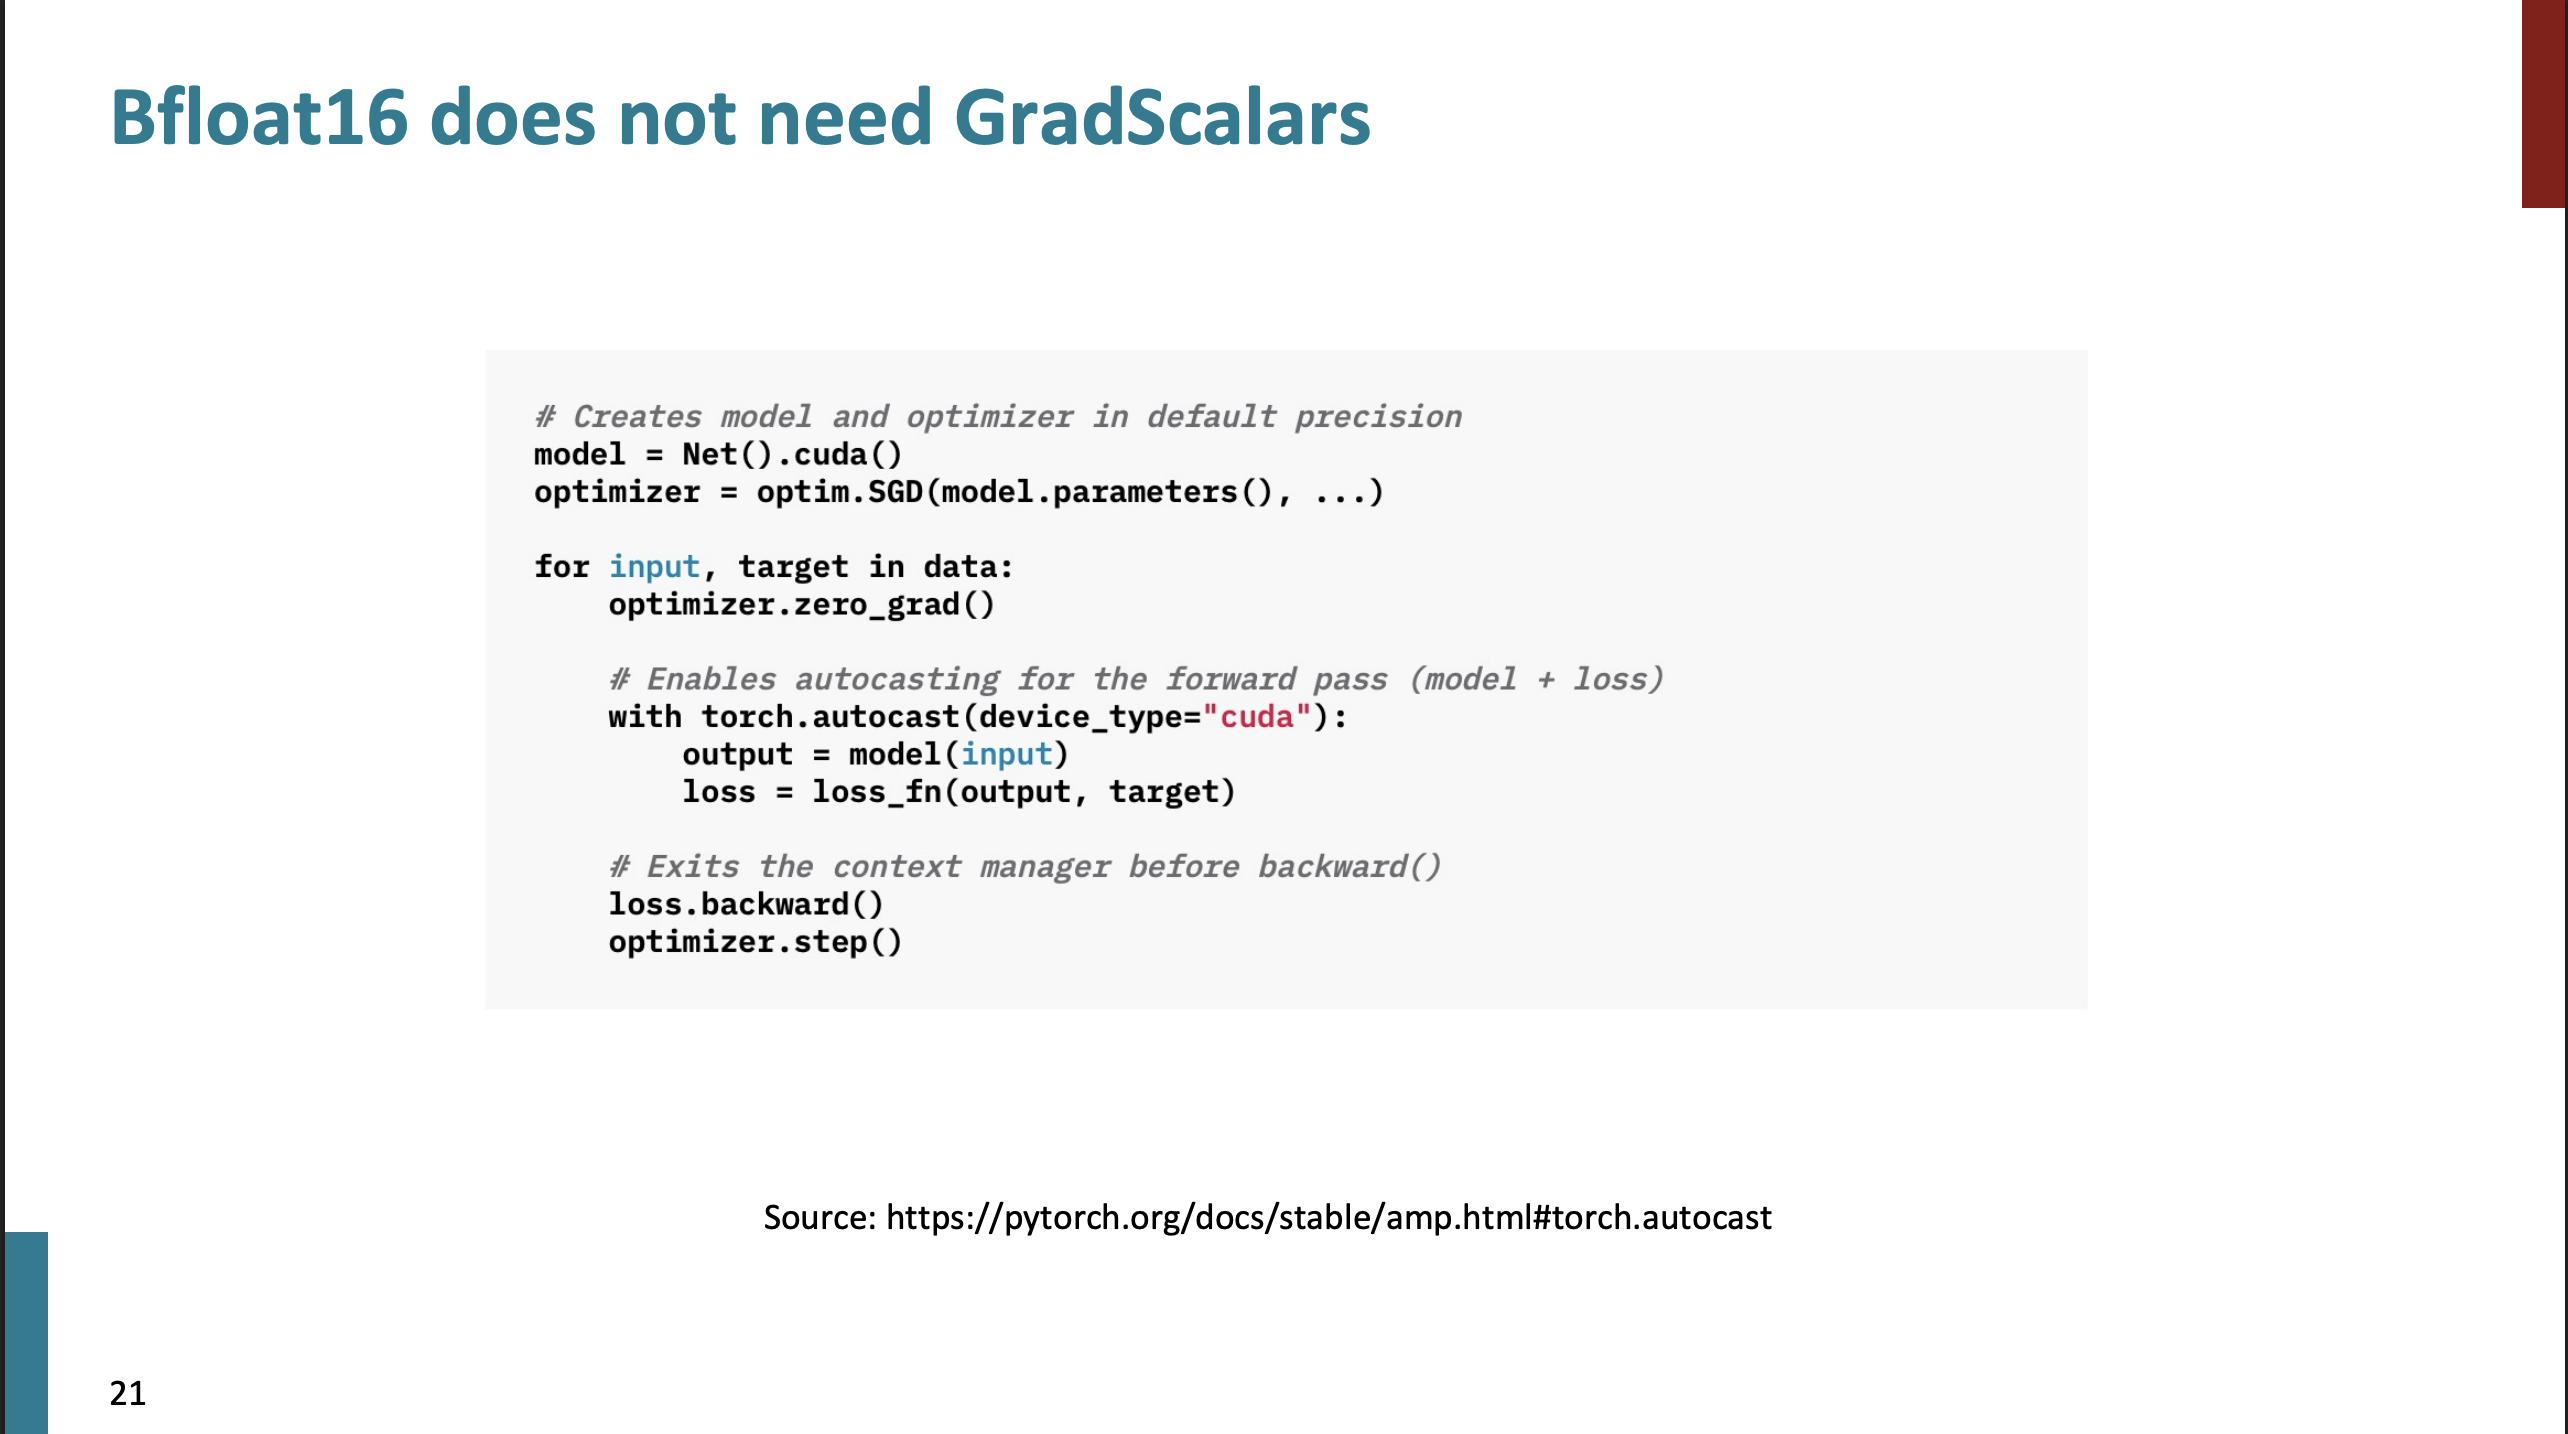 Bfloat16 does not need GradScalars
# Creates model and optimizer in default precision
model = Net().cuda()
optimizer = optim.SGD(model.parameters(), ...)
for input, target in data:
    optimizer.zero_grad()
    # Enables autocasting for the forward pass (model + loss)
    with torch.autocast(device_type="cuda"):
        output = model(input)
        loss = loss_fn(output, target)
    # Exits the context manager before backward()
    loss.backward()
    optimizer.step()
Source: https://pytorch.org/docs/stable/amp.html#torch.autocast
21